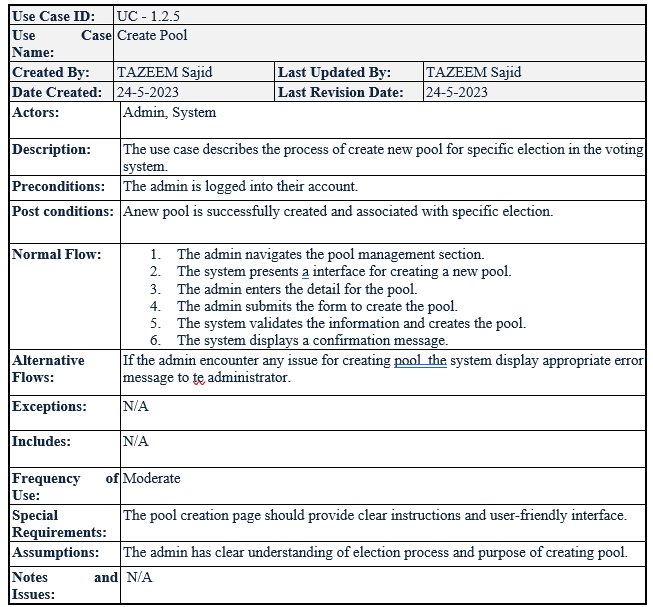 Use Case ID: UC - 1.2.5
Use Case Create Pool
Name:
Created By: TAZEEM Sajid Last Updated By: TAZEEM Sajid
Date Created: 24-5-2023 Last Revision Date: 24-5-2023
Actors: Admin, System
Description: The use case describes the process of create new pool for specific election in the voting
system.
Preconditions: The admin is logged into their account.
Post conditions: Anew pool is successfully created and associated with specific election.
Normal Flow: 1. The admin navigates the pool management section.
2. The system presents a interface for creating a new pool.
3. The admin enters the detail for the pool.
4. The admin submits the form to create the pool.
5. The system validates the information and creates the pool.
6. The system displays a confirmation message.
Alternative If the admin encounter any issue for creating pool the system display appropriate error
Flows: message to te administrator.
Exceptions: N/A
Includes: N/A
Frequency of Moderate
Use:
Special The pool creation page should provide clear instructions and user-friendly interface.
Requirements:
Assumptions: The admin has clear understanding of election process and purpose of creating pool.
Notes and N/A
Issues: